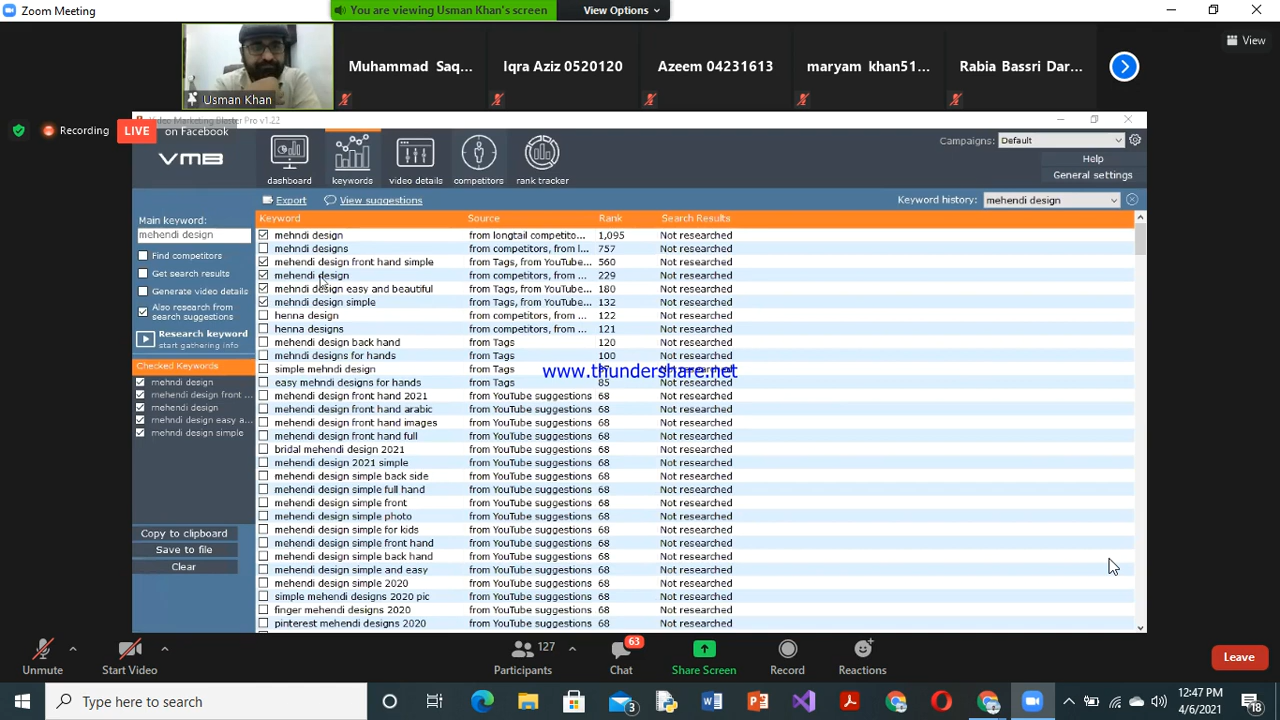 Zoom Meeting
You are viewing Usman Khan's screen
View Options
View
Usman Khan
Muhammad Saq...
Iqra Aziz 0520120
Azeem 04231613
maryam khan51...
Rabia Bassri Dar...
Recording
LIVE
on Facebook
Video Marketing Blaster Pro v1.22
VMB
dashboard
keywords
video details
competitors
rank tracker
Campaigns: Default
Help
General settings
Export
View suggestions
Keyword history: mehendi design
Main keyword:
mehendi design
Find competitors
Get search results
Generate video details
Also research from
search suggestions
Research keyword
start gathering info
Checked Keywords
mehndi design
mehendi design front ...
mehndi design
mehndi design easy a...
mehndi design simple
Copy to clipboard
Save to file
Clear
Keyword Source Rank Search Results
mehndi design from longtail competito... 1,095 Not researched
mehndi designs from competitors, from l... 757 Not researched
mehendi design front hand simple from Tags, from YouTube... 560 Not researched
mehendi design from competitors, from ... 229 Not researched
mehndi design easy and beautiful from Tags, from YouTube... 180 Not researched
mehndi design simple from Tags, from YouTube... 132 Not researched
henna design from competitors, from ... 122 Not researched
henna designs from competitors, from ... 121 Not researched
mehendi design back hand from Tags 120 Not researched
mehndi designs for hands from Tags 100 Not researched
simple mehndi design from Tags Not researched
www.thundershare.net
easy mehndi designs for hands from Tags 85 Not researched
mehendi design front hand 2021 from YouTube suggestions 68 Not researched
mehendi design front hand arabic from YouTube suggestions 68 Not researched
mehendi design front hand images from YouTube suggestions 68 Not researched
mehendi design front hand full from YouTube suggestions 68 Not researched
bridal mehendi design 2021 from YouTube suggestions 68 Not researched
mehendi design 2021 simple from YouTube suggestions 68 Not researched
mehendi design simple back side from YouTube suggestions 68 Not researched
mehendi design simple full hand from YouTube suggestions 68 Not researched
mehendi design simple front from YouTube suggestions 68 Not researched
mehendi design simple photo from YouTube suggestions 68 Not researched
mehendi design simple for kids from YouTube suggestions 68 Not researched
mehendi design simple front hand from YouTube suggestions 68 Not researched
mehendi design simple back hand from YouTube suggestions 68 Not researched
mehendi design simple and easy from YouTube suggestions 68 Not researched
mehendi design simple 2020 from YouTube suggestions 68 Not researched
simple mehendi designs 2020 pic from YouTube suggestions 68 Not researched
finger mehendi designs 2020 from YouTube suggestions 68 Not researched
pinterest mehendi designs 2020 from YouTube suggestions 68 Not researched
Unmute
Start Video
127
Participants
63
Chat
Share Screen
Record
Reactions
Leave
Type here to search
3
12:47 PM
4/6/2021
18